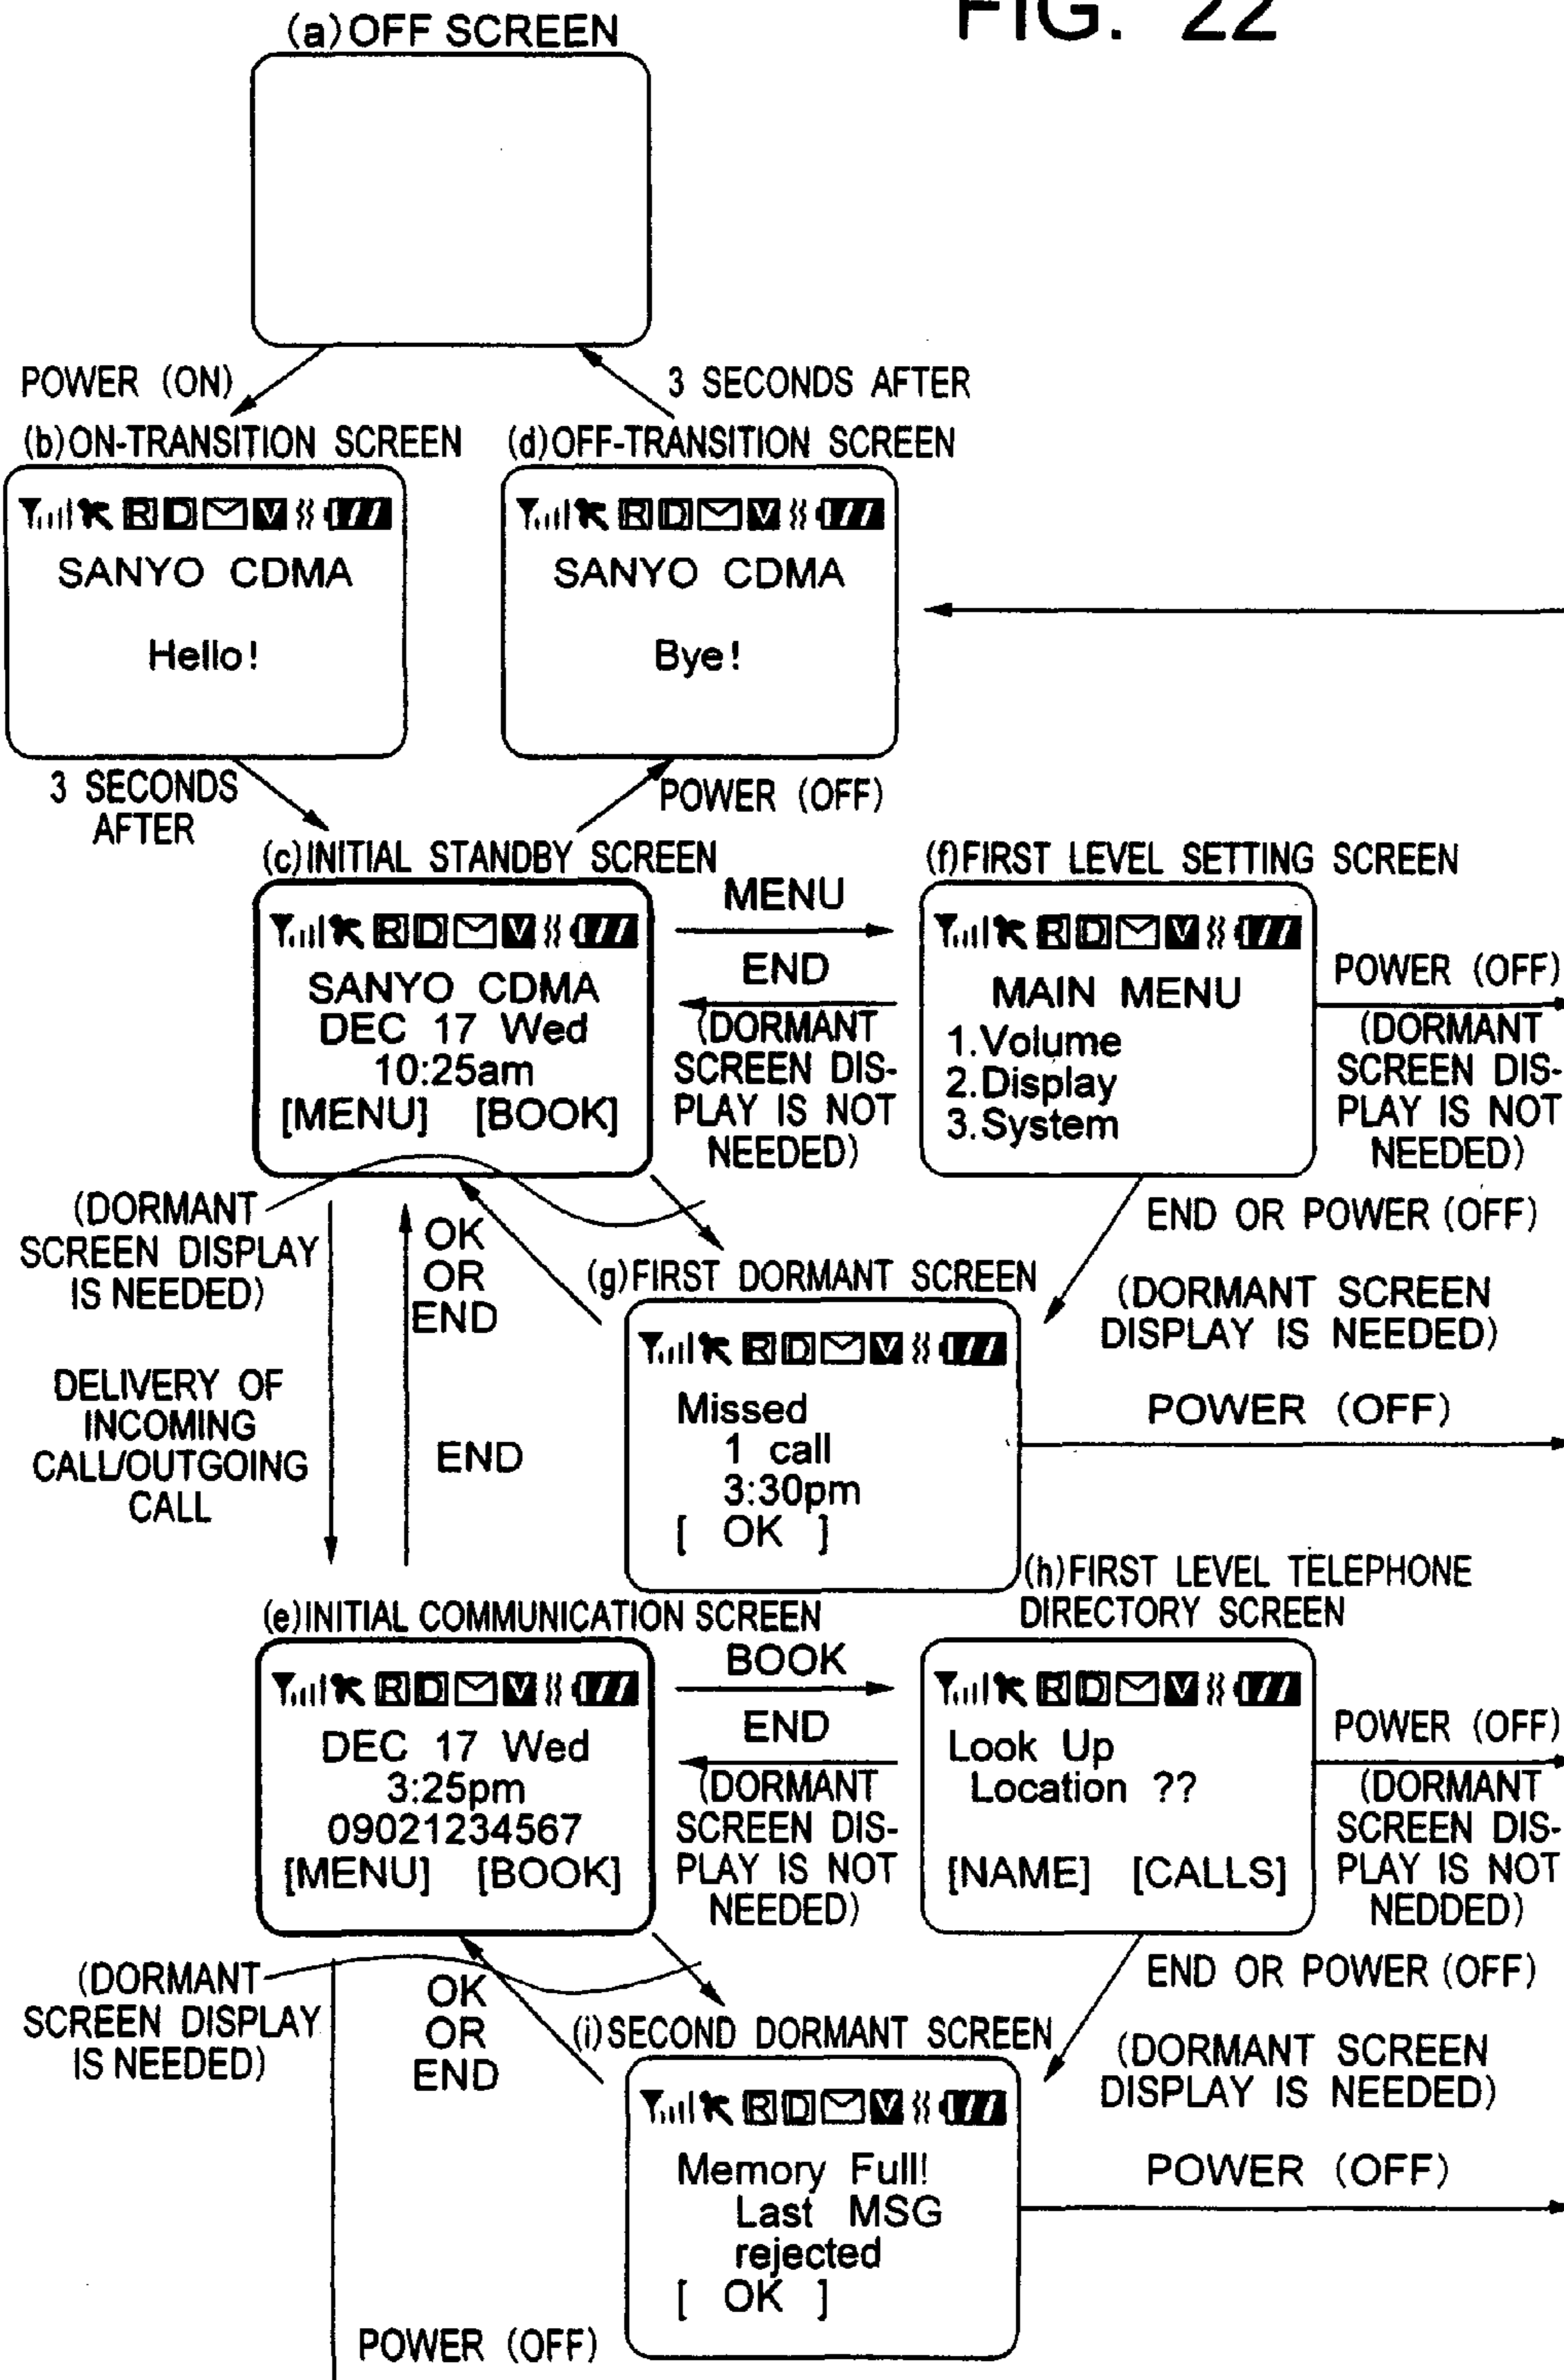 FIG. 22
(a)OFF SCREEN
POWER (ON)
3 SECONDS AFTER
(b)ON-TRANSITION SCREEN
(d)OFF-TRANSITION SCREEN
R D V
SANYO CDMA
Hello!
R D V
SANYO CDMA
Bye!
3 SECONDS
AFTER
POWER (OFF)
(c)INITIAL STANDBY SCREEN
R D V
SANYO CDMA
DEC 17 Wed
10:25am
[MENU] [BOOK]
MENU
END
(DORMANT
SCREEN DIS-
PLAY IS NOT
NEEDED)
(f)FIRST LEVEL SETTING SCREEN
R D V
MAIN MENU
1.Volume
2.Display
3.System
POWER (OFF)
(DORMANT
SCREEN DIS-
PLAY IS NOT
NEEDED)
(DORMANT
SCREEN DISPLAY
IS NEEDED)
OK
OR
END
END OR POWER (OFF)
(DORMANT SCREEN
DISPLAY IS NEEDED)
(g)FIRST DORMANT SCREEN
R D V
Missed
1 call
3:30pm
[ OK ]
POWER (OFF)
DELIVERY OF
INCOMING
CALL/OUTGOING
CALL
END
(e)INITIAL COMMUNICATION SCREEN
R D V
DEC 17 Wed
3:25pm
09021234567
[MENU] [BOOK]
BOOK
END
(DORMANT
SCREEN DIS-
PLAY IS NOT
NEEDED)
(h)FIRST LEVEL TELEPHONE
DIRECTORY SCREEN
R D V
Look Up
Location ??
[NAME] [CALLS]
POWER (OFF)
(DORMANT
SCREEN DIS-
PLAY IS NOT
NEDDED)
(DORMANT
SCREEN DISPLAY
IS NEEDED)
OK
OR
END
END OR POWER (OFF)
(DORMANT SCREEN
DISPLAY IS NEEDED)
(i)SECOND DORMANT SCREEN
R D V
Memory Full!
Last MSG
rejected
[ OK ]
POWER (OFF)
POWER (OFF)